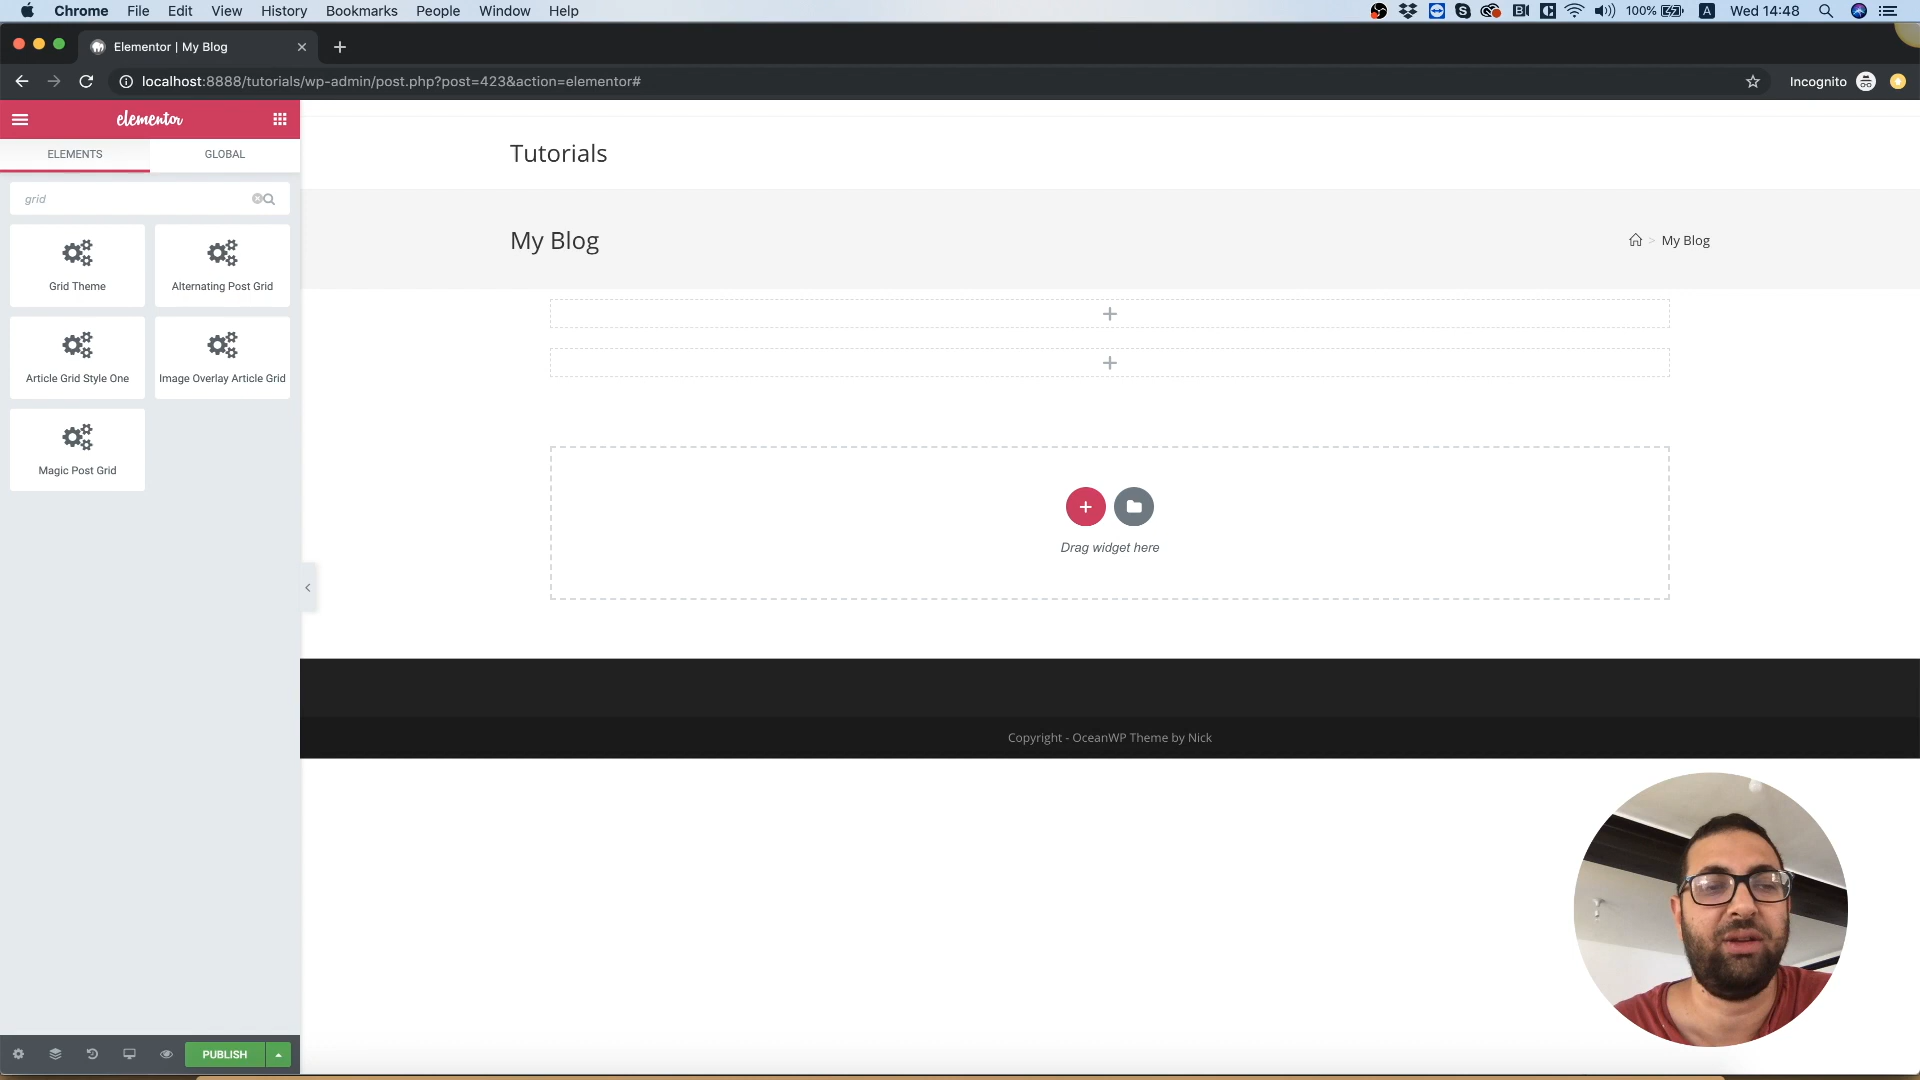 Chrome File Edit View History Bookmarks People Window Help
100% A Wed 14:48
Elementor | My Blog
localhost:8888/tutorials/wp-admin/post.php?post=423&action=elementor#
Incognito
elementor
ELEMENTS GLOBAL
grid
Grid Theme
Alternating Post Grid
Article Grid Style One
Image Overlay Article Grid
Magic Post Grid
PUBLISH
Tutorials
My Blog
> My Blog
Drag widget here
Copyright - OceanWP Theme by Nick